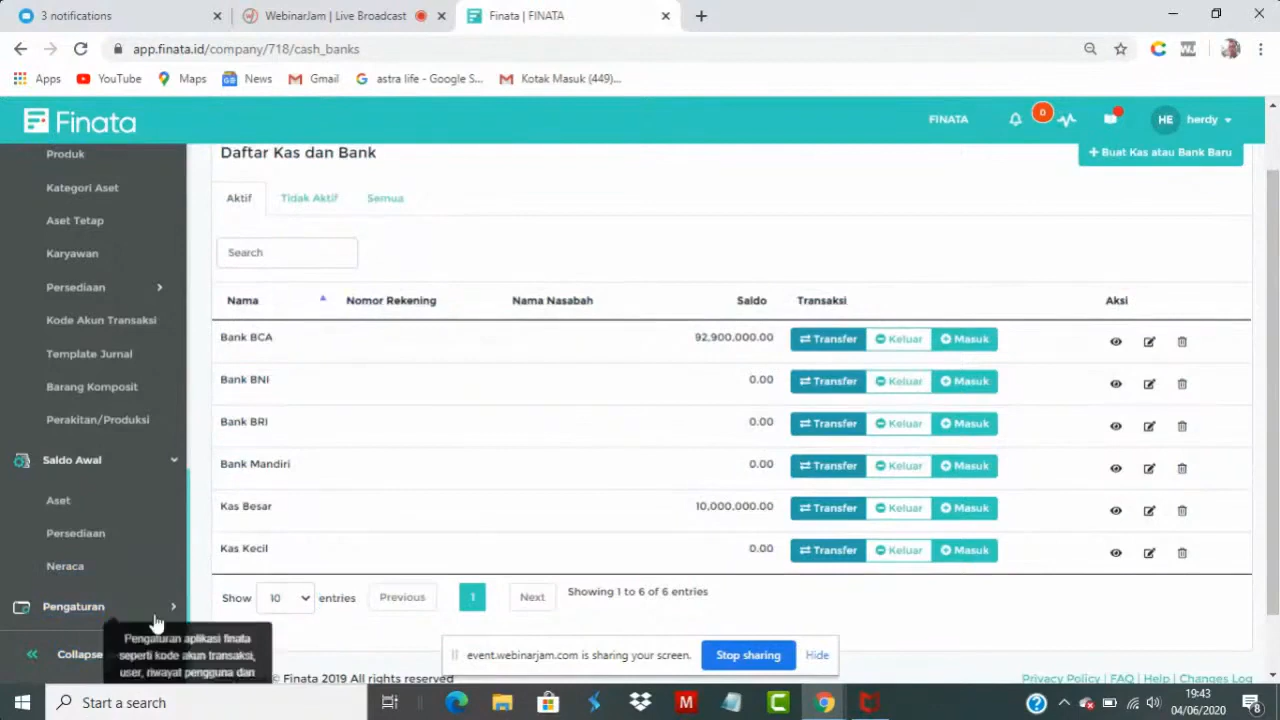 3 notifications
WebinarJam | Live Broadcast
Finata | FINATA
app.finata.id/company/718/cash_banks
Apps
YouTube
Maps
News
Gmail
astra life - Google S...
Kotak Masuk (449)...
Finata
FINATA
0
HE
herdy
Produk
Kategori Aset
Aset Tetap
Karyawan
Persediaan
Kode Akun Transaksi
Template Jurnal
Barang Komposit
Perakitan/Produksi
Saldo Awal
Aset
Persediaan
Neraca
Pengaturan
Collapse
Pengaturan aplikasi finata
seperti kode akun transaksi,
user, riwayat pengguna dan
Daftar Kas dan Bank
+ Buat Kas atau Bank Baru
Aktif
Tidak Aktif
Semua
Search
Nama Nomor Rekening Nama Nasabah Saldo Transaksi Aksi
Bank BCA 92,900,000.00 Transfer Keluar Masuk
Bank BNI 0.00 Transfer Keluar Masuk
Bank BRI 0.00 Transfer Keluar Masuk
Bank Mandiri 0.00 Transfer Keluar Masuk
Kas Besar 10,000,000.00 Transfer Keluar Masuk
Kas Kecil 0.00 Transfer Keluar Masuk
Show 10 entries Previous 1 Next Showing 1 to 6 of 6 entries
event.webinarjam.com is sharing your screen. Stop sharing Hide
© Finata 2019 All rights reserved
Privacy Policy | FAQ | Help | Changes Log
Start a search
19:43
04/06/2020
8